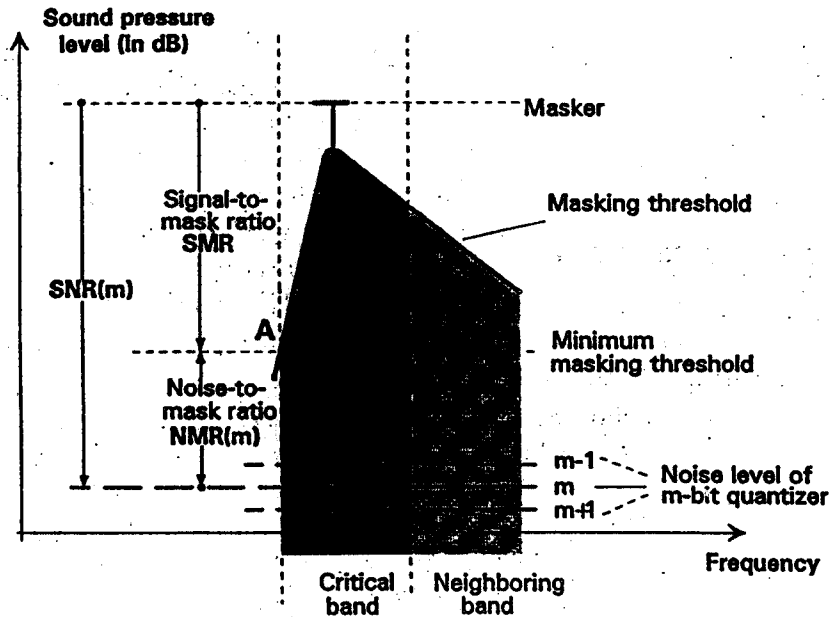 Sound pressure
level (in dB)
Masker
Signal-to-
mask ratio
SMR
Masking threshold
SNR(m)
A
Minimum
masking threshold
Noise-to-
mask ratio
NMR(m)
m-1
m
m+1
Noise level of
m-bit quantizer
Frequency
Critical
band
Neighboring
band